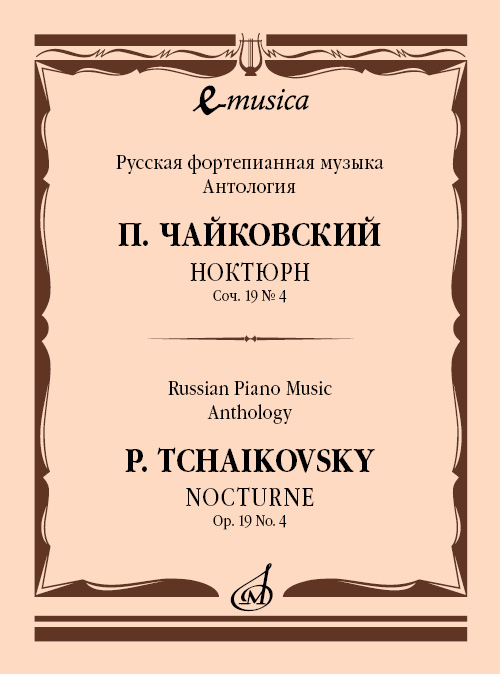 e-musica
Русская фортепианная музыка
Антология
П. ЧАЙКОВСКИЙ
НОКТЮРН
Соч. 19 № 4
Russian Piano Music
Anthology
P. TCHAIKOVSKY
NOCTURNE
Op. 19 No. 4